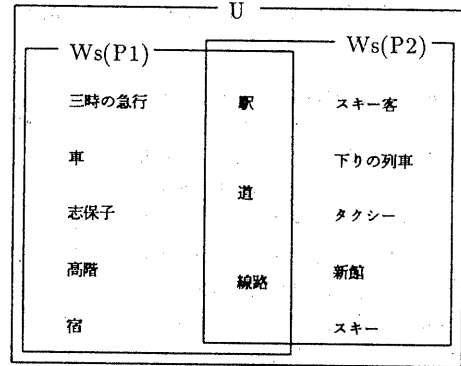 U
Ws(P1)
Ws(P2)
三時の急行
駅
スキー客
車
下りの列車
道
志保子
タクシー
高階
線路
新館
宿
スキー